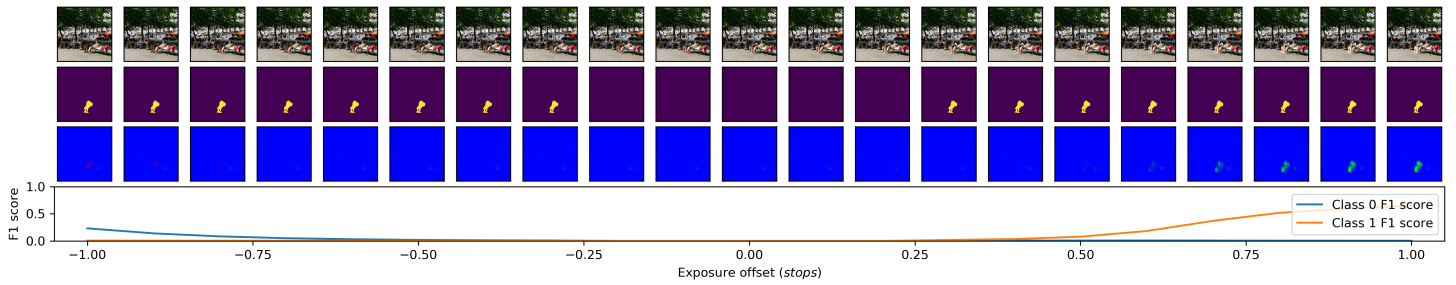 1.0
0.5
0.0
F1 score
Class 0 F1 score
Class 1 F1 score
−1.00 −0.75 −0.50 −0.25 0.00 0.25 0.50 0.75 1.00
Exposure offset (stops)